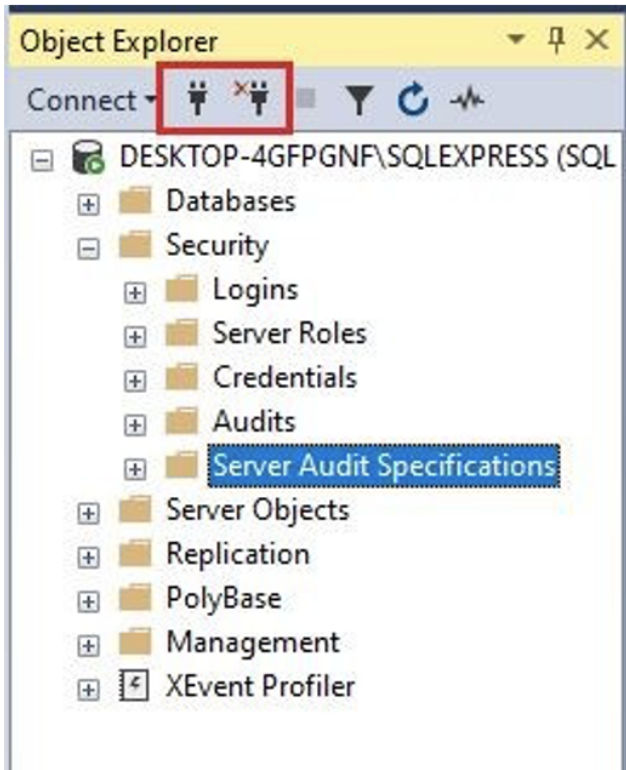 Object Explorer
Connect
DESKTOP-4GFPGNF\SQLEXPRESS (SQL
Databases
Security
Logins
Server Roles
Credentials
Audits
Server Audit Specifications
Server Objects
Replication
PolyBase
Management
XEvent Profiler